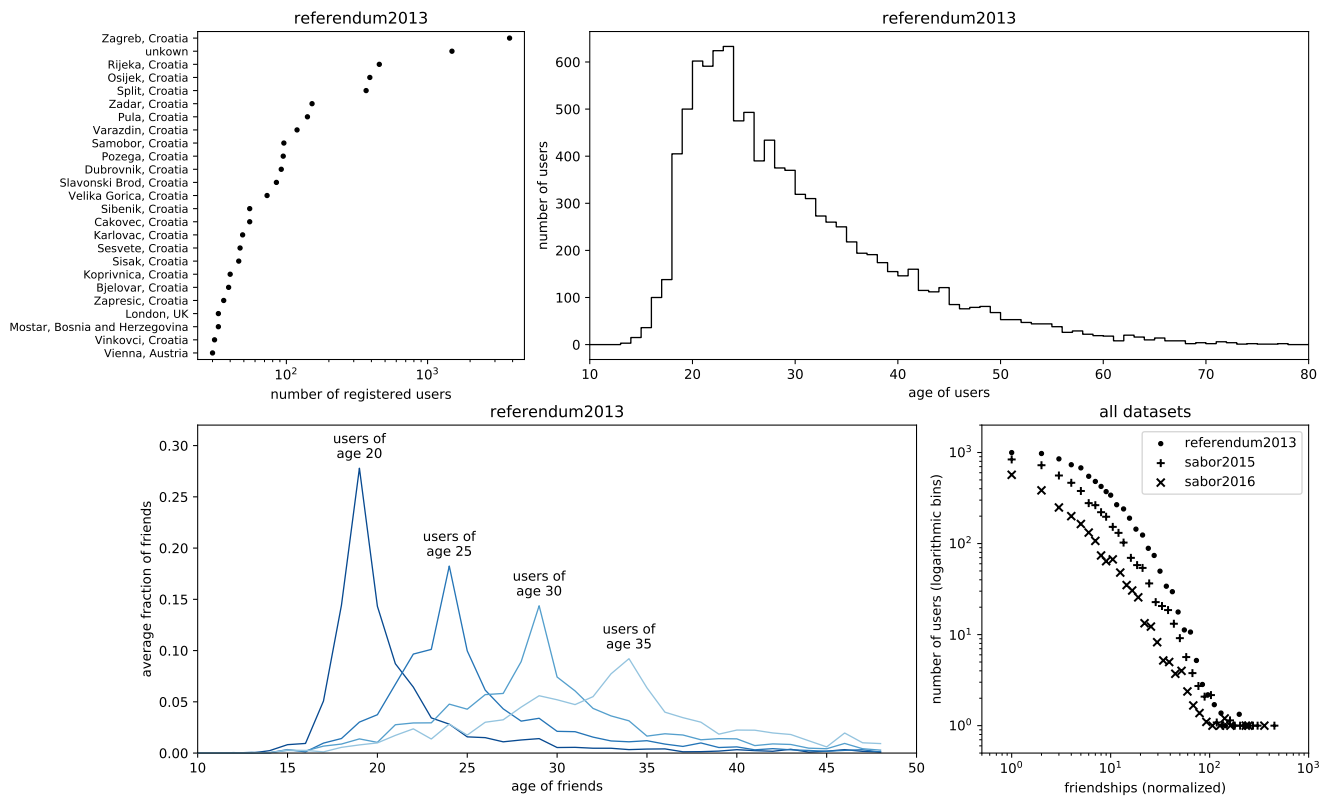 referendum2013
Zagreb, Croatia
unkown
Rijeka, Croatia
Osijek, Croatia
Split, Croatia
Zadar, Croatia
Pula, Croatia
Varazdin, Croatia
Samobor, Croatia
Pozega, Croatia
Dubrovnik, Croatia
Slavonski Brod, Croatia
Velika Gorica, Croatia
Sibenik, Croatia
Cakovec, Croatia
Karlovac, Croatia
Sesvete, Croatia
Sisak, Croatia
Koprivnica, Croatia
Bjelovar, Croatia
Zapresic, Croatia
London, UK
Mostar, Bosnia and Herzegovina
Vinkovci, Croatia
Vienna, Austria
10² 10³
number of registered users
referendum2013
number of users
600
500
400
300
200
100
0
10 20 30 40 50 60 70 80
age of users
referendum2013
average fraction of friends
0.30
0.25
0.20
0.15
0.10
0.05
0.00
users of
age 20
users of
age 25
users of
age 30
users of
age 35
10 15 20 25 30 35 40 45 50
age of friends
all datasets
number of users (logarithmic bins)
10³
10²
10¹
10⁰
referendum2013
sabor2015
sabor2016
10⁰ 10¹ 10² 10³
friendships (normalized)